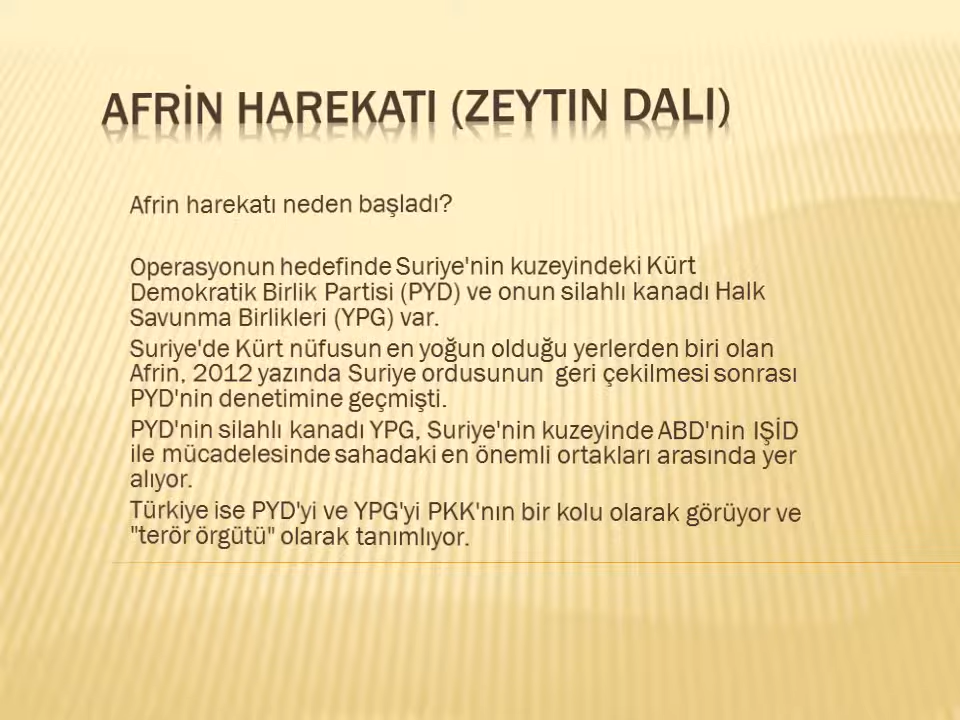 AFRİN HAREKATI (ZEYTIN DALI)
Afrin harekatı neden başladı?
Operasyonun hedefinde Suriye'nin kuzeyindeki Kürt
Demokratik Birlik Partisi (PYD) ve onun silahlı kanadı Halk
Savunma Birlikleri (YPG) var.
Suriye'de Kürt nüfusun en yoğun olduğu yerlerden biri olan
Afrin, 2012 yazında Suriye ordusunun geri çekilmesi sonrası
PYD'nin denetimine geçmişti.
PYD'nin silahlı kanadı YPG, Suriye'nin kuzeyinde ABD'nin IŞİD
ile mücadelesinde sahadaki en önemli ortakları arasında yer
alıyor.
Türkiye ise PYD'yi ve YPG'yi PKK'nın bir kolu olarak görüyor ve
"terör örgütü" olarak tanımlıyor.